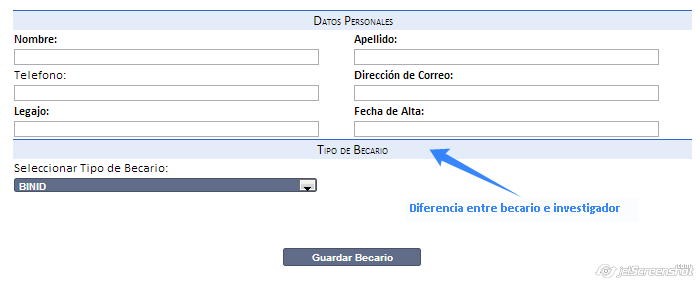 Datos Personales
Nombre:
Apellido:
Telefono:
Dirección de Correo:
Legajo:
Fecha de Alta:
Tipo de Becario
Seleccionar Tipo de Becario:
BINID
Diferencia entre becario e investigador
Guardar Becario
jetScreenshot